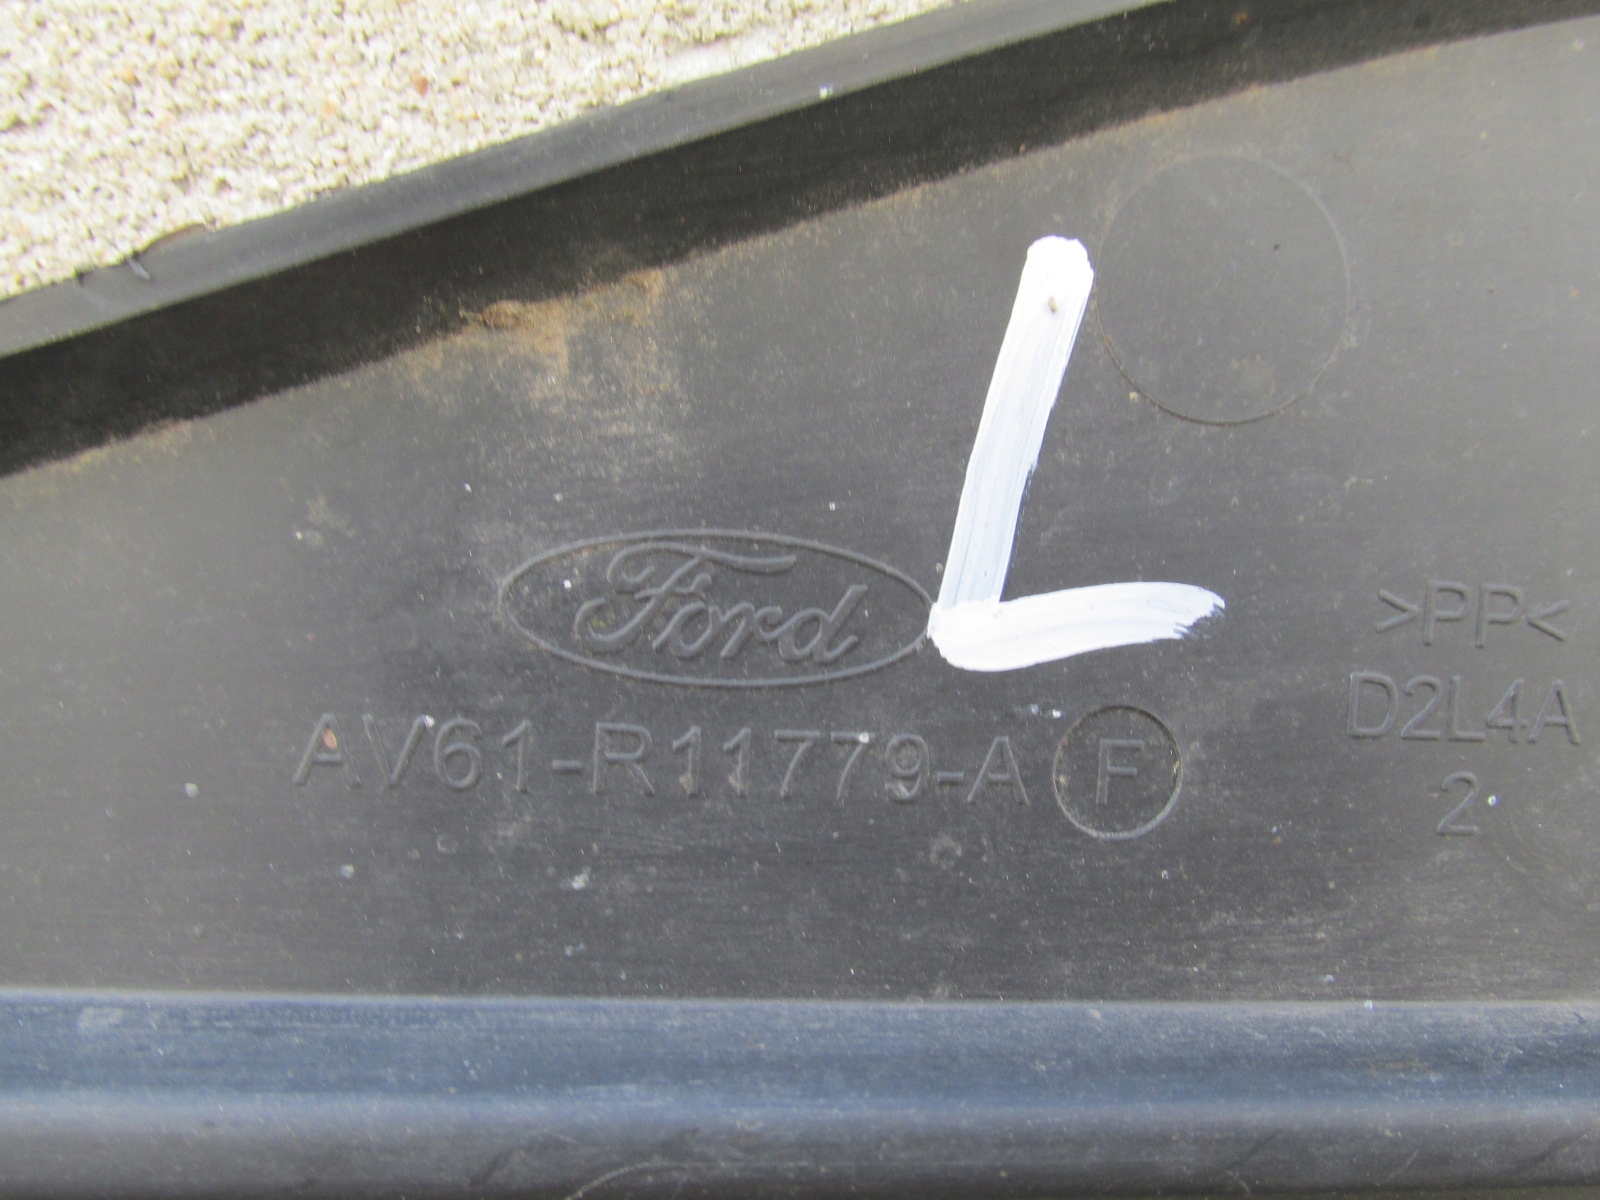 L
Ford
AV61-R11779-A F
>PP<
D2L4A
2